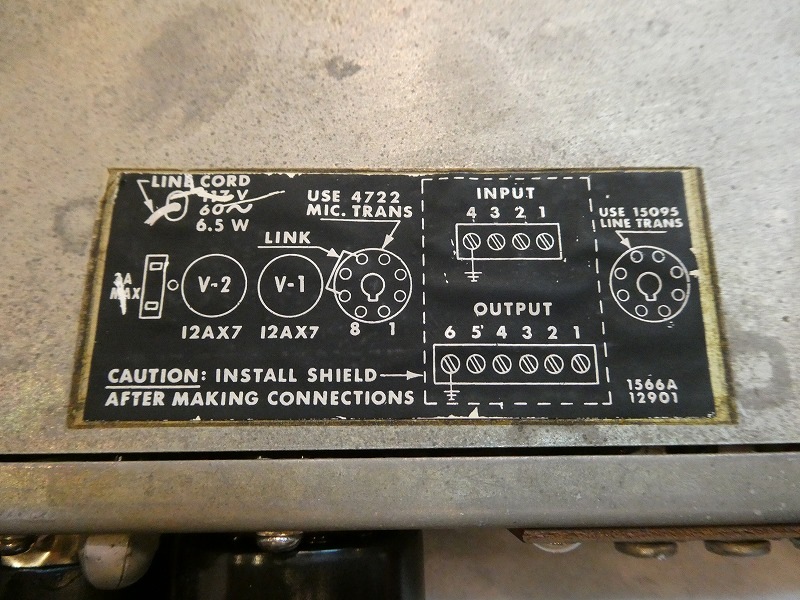 LINE CORD
117 V
60~
6.5 W
USE 4722
MIC. TRANS
LINK
INPUT
4 3 2 1
USE 15095
LINE TRANS
3A
MAX
V-2
V-1
12AX7
12AX7
8 1
OUTPUT
6 5 4 3 2 1
CAUTION: INSTALL SHIELD
AFTER MAKING CONNECTIONS
1566A
12901